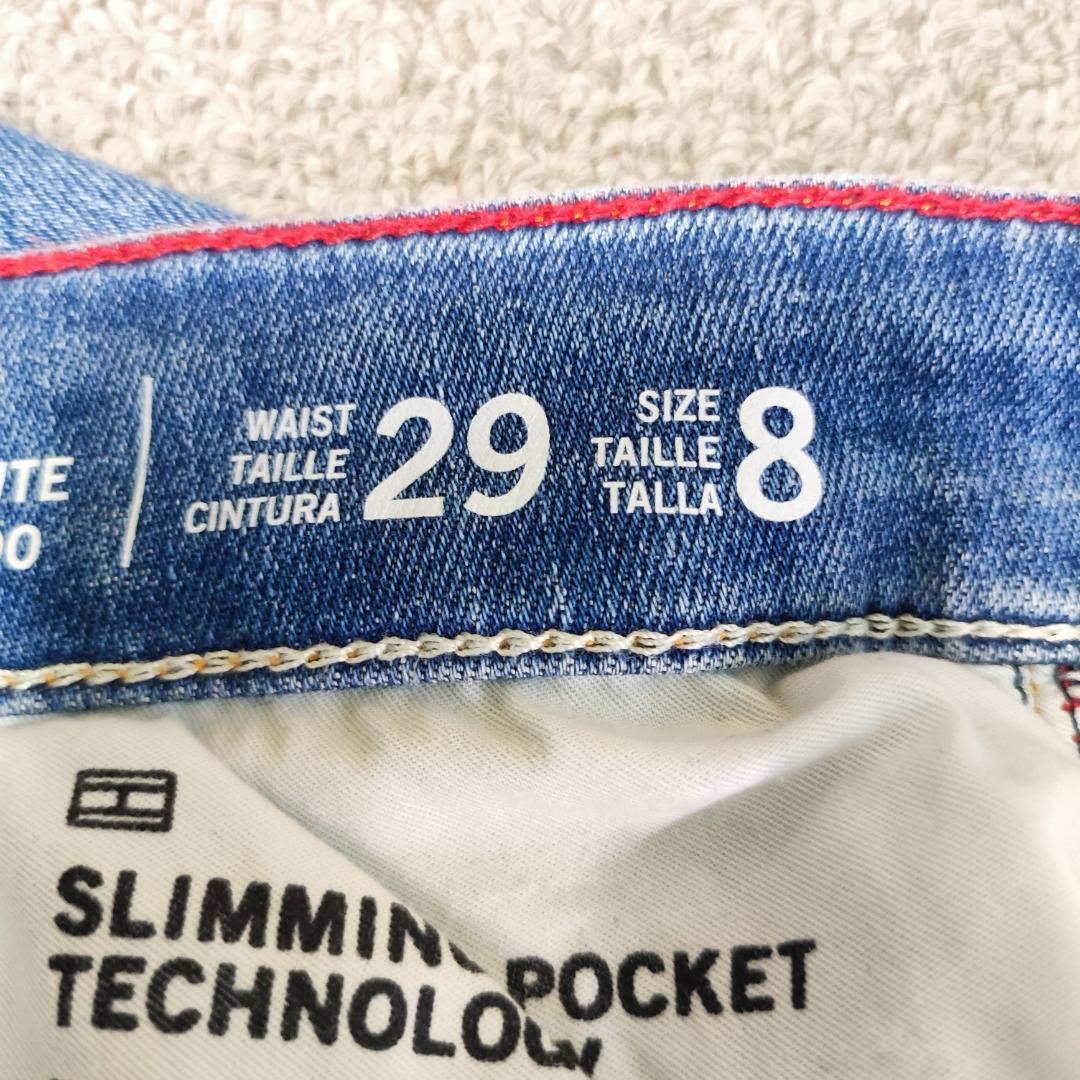 WAIST
TAILLE
CINTURA
29
SIZE
TAILLE
TALLA
8
SLIMMING POCKET
TECHNOLOGY